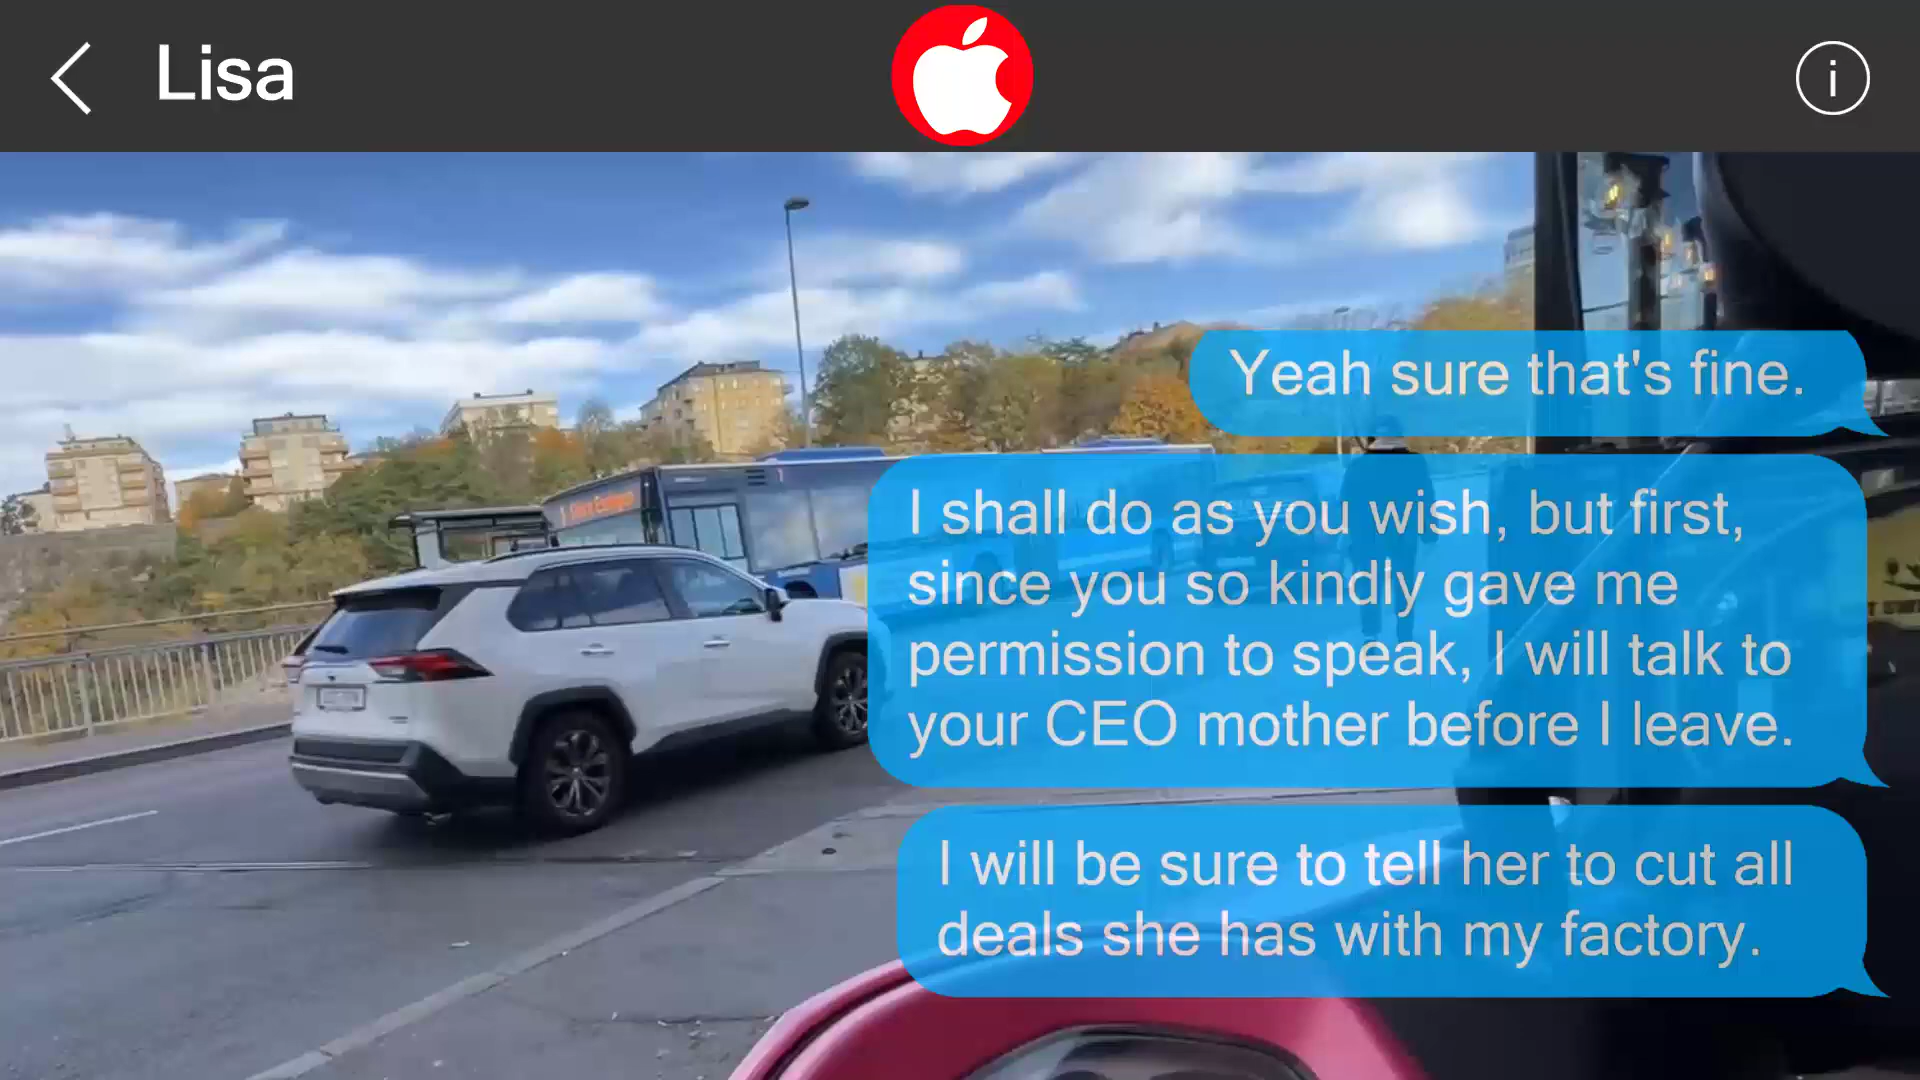 Lisa
Yeah sure that's fine.
I shall do as you wish, but first,
since you so kindly gave me
permission to speak, I will talk to
your CEO mother before I leave.
I will be sure to tell her to cut all
deals she has with my factory.